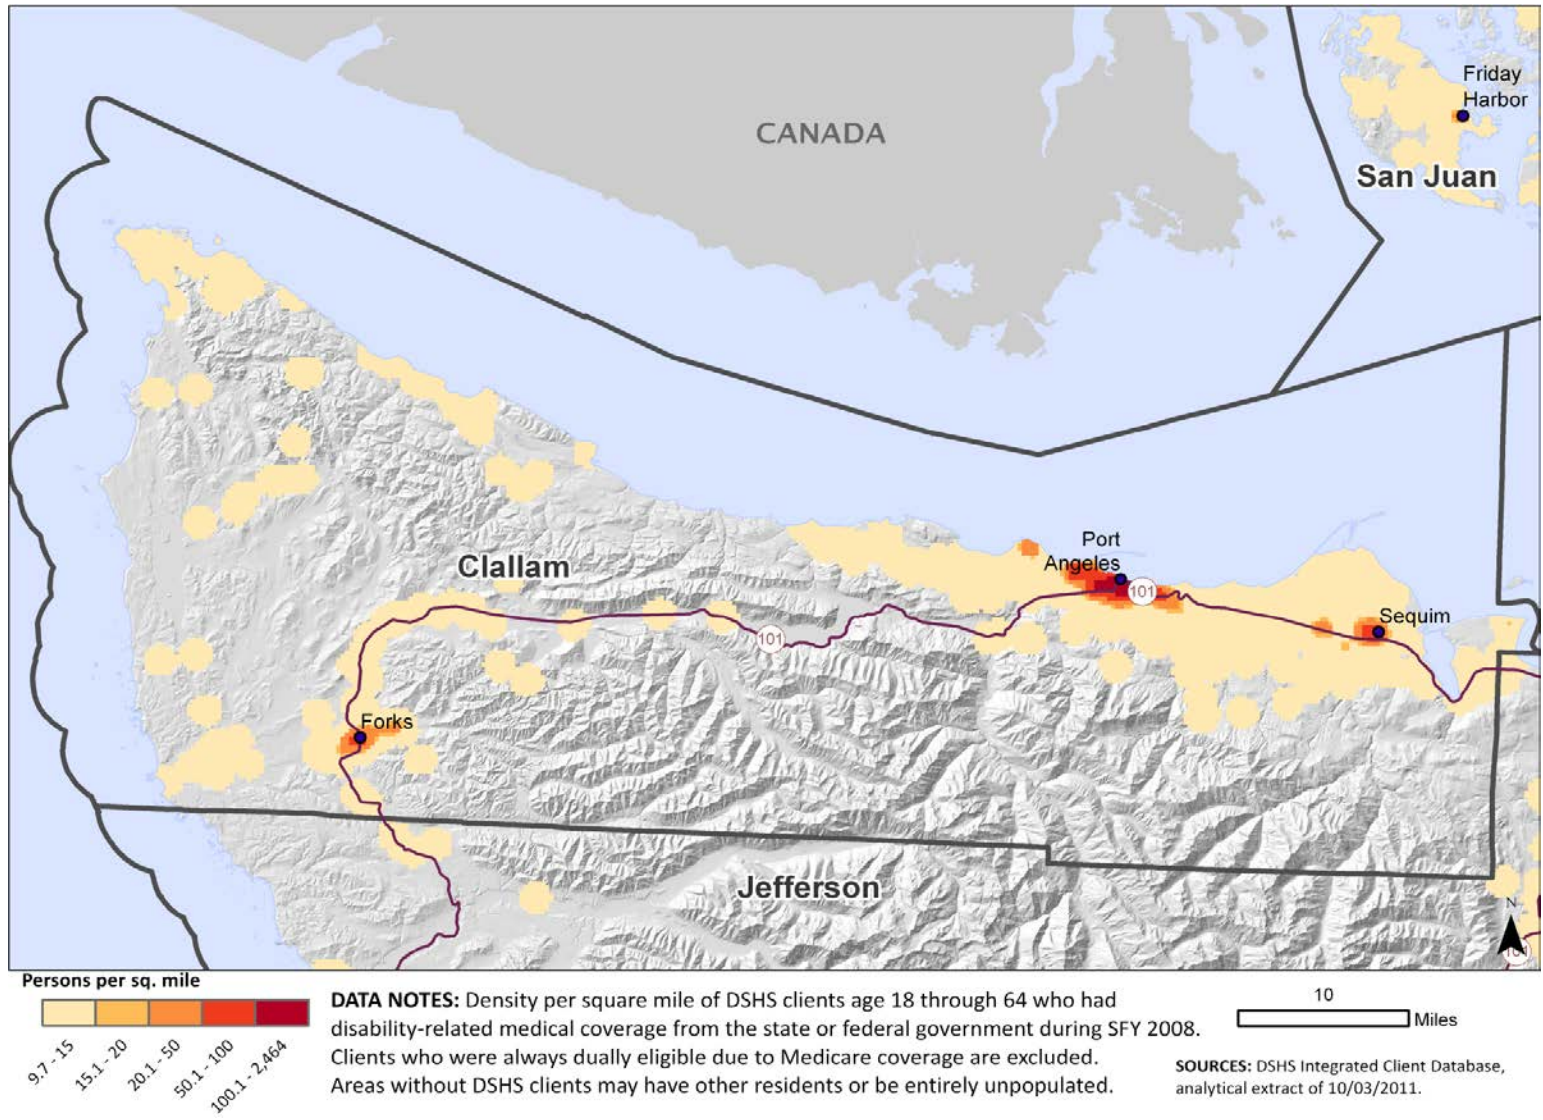 CANADA
Friday
Harbor
San Juan
Port
Angeles
Clallam
101
Sequim
101
Forks
Jefferson
N
101
Persons per sq. mile
9.7 - 15
15.1 - 20
20.1 - 50
50.1 - 100
100.1 - 2,464
DATA NOTES: Density per square mile of DSHS clients age 18 through 64 who had
disability-related medical coverage from the state or federal government during SFY 2008.
Clients who were always dually eligible due to Medicare coverage are excluded.
Areas without DSHS clients may have other residents or be entirely unpopulated.
10
Miles
SOURCES: DSHS Integrated Client Database,
analytical extract of 10/03/2011.